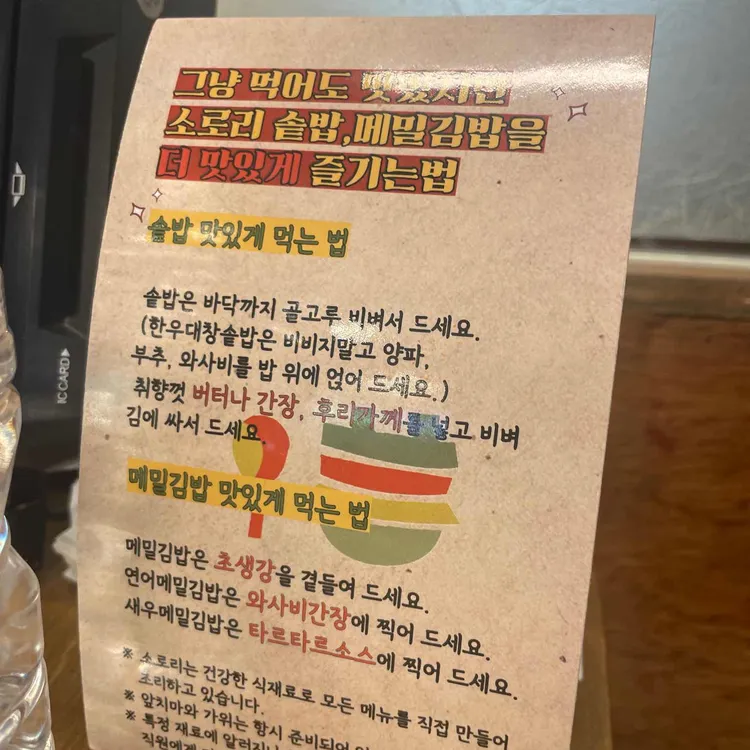 그냥 먹어도 맛있지만
소로리 솥밥,메밀김밥을
더 맛있게 즐기는법
솥밥 맛있게 먹는 법
솥밥은 바닥까지 골고루 비벼서 드세요.
(한우대창솥밥은 비비지말고 양파,
부추, 와사비를 밥 위에 얹어 드세요.)
취향껏 버터나 간장, 후리가께를 넣고 비벼
김에 싸서 드세요.
메밀김밥 맛있게 먹는 법
메밀김밥은 초생강을 곁들여 드세요.
연어메밀김밥은 와사비간장에 찍어 드세요.
새우메밀김밥은 타르타르소스에 찍어 드세요.
※ 소로리는 건강한 식재료로 모든 메뉴를 직접 만들어
조리하고 있습니다.
※ 앞치마와 가위는 항시 준비되어
※ 특정 재료에 알러지나
직원에게
IC CARD▶